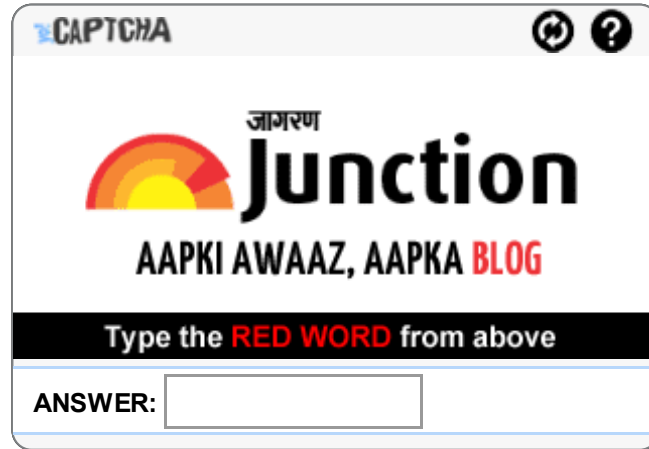 CAPTCHA
?
जागरण
Junction
AAPKI AWAAZ, AAPKA BLOG
Type the RED WORD from above
ANSWER: